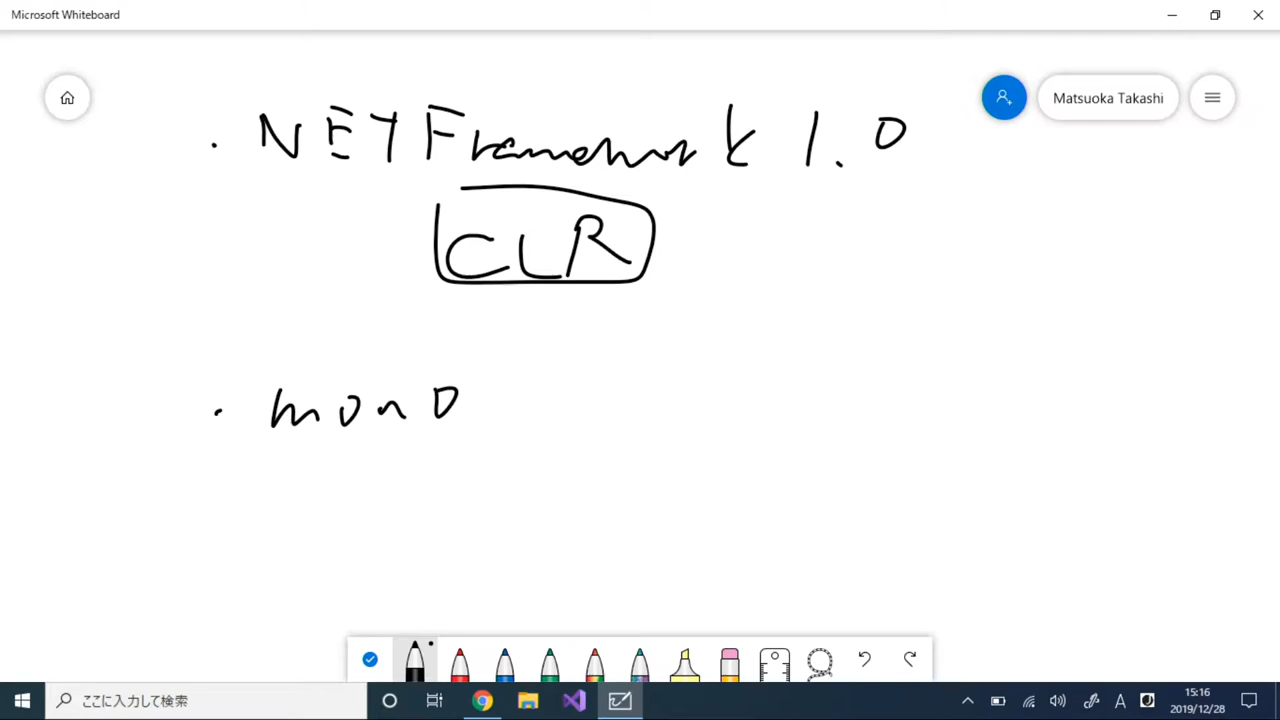 Microsoft Whiteboard
Matsuoka Takashi
. NETFramework 1.0
CLR
・ mono
ここに入力して検索
A
15:16
2019/12/28